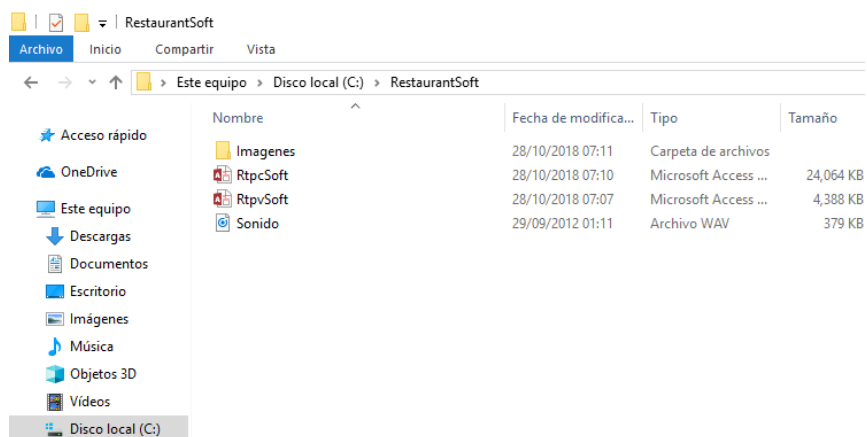 RestaurantSoft
Archivo Inicio Compartir Vista
Este equipo > Disco local (C:) > RestaurantSoft
Nombre Fecha de modifica... Tipo Tamaño
Acceso rápido
Imagenes 28/10/2018 07:11 Carpeta de archivos
OneDrive
RtpcSoft 28/10/2018 07:10 Microsoft Access ... 24,064 KB
RtpvSoft 28/10/2018 07:07 Microsoft Access ... 4,388 KB
Este equipo
Sonido 29/09/2012 01:11 Archivo WAV 379 KB
Descargas
Documentos
Escritorio
Imágenes
Música
Objetos 3D
Vídeos
Disco local (C:)